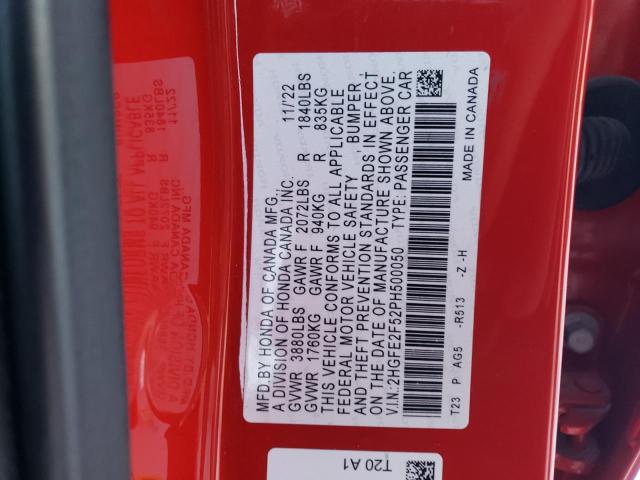 MFD.BY HONDA OF CANADA MFG., 11/'22
A DIVISION OF HONDA CANADA INC.
GVWR 3880LBS GAWR F 2072LBS R 1840LBS
GVWR 1760KG GAWR F 940KG R 835KG
THIS VEHICLE CONFORMS TO ALL APPLICABLE
FEDERAL MOTOR VEHICLE SAFETY, BUMPER,
AND THEFT PREVENTION STANDARDS IN EFFECT
ON THE DATE OF MANUFACTURE SHOWN ABOVE.
V.I.N.:2HGFE2F52PH500050 TYPE: PASSENGER CAR
T23 P AG5 -R513 -Z -H MADE IN CANADA
T20 A1